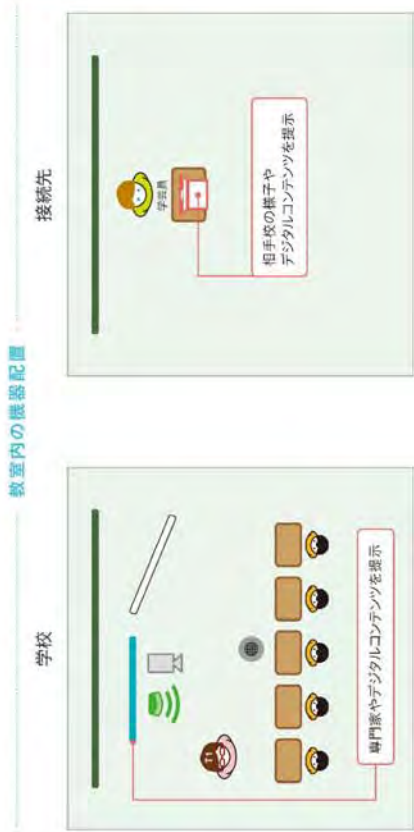 教室内の機器配置
学校
T1
専門家やデジタルコンテンツを提示
接続先
学芸員
相手校の様子や
デジタルコンテンツを提示